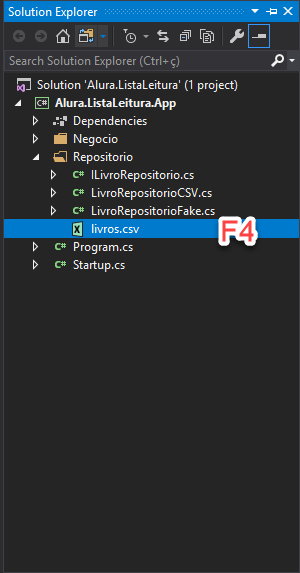 Solution Explorer
Search Solution Explorer (Ctrl+ç)
Solution 'Alura.ListaLeitura' (1 project)
C# Alura.ListaLeitura.App
Dependencies
Negocio
Repositorio
C# ILivroRepositorio.cs
C# LivroRepositorioCSV.cs
C# LivroRepositorioFake.cs
livros.csv F4
C# Program.cs
C# Startup.cs